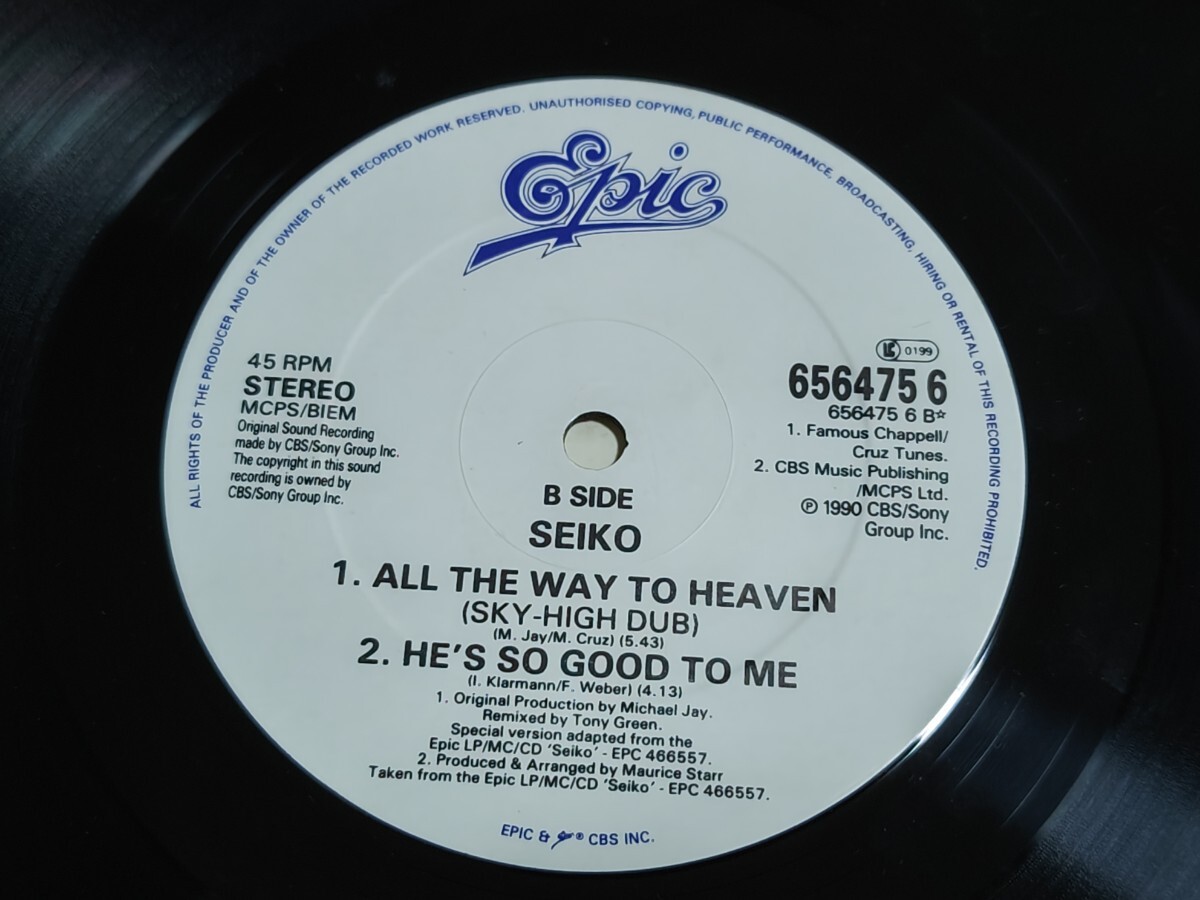 ALL RIGHTS OF THE PRODUCER AND OF THE OWNER OF THE RECORDED WORK RESERVED. UNAUTHORISED COPYING, PUBLIC PERFORMANCE, BROADCASTING, HIRING OR RENTAL OF THIS RECORDING PROHIBITED.
Epic
45 RPM
STEREO
MCPS/BIEM
Original Sound Recording
made by CBS/Sony Group Inc.
The copyright in this sound
recording is owned by
CBS/Sony Group Inc.
LC 0199
656475 6
656475 6 B☆
1. Famous Chappell/
Cruz Tunes.
2. CBS Music Publishing
/MCPS Ltd.
℗ 1990 CBS/Sony
Group Inc.
B SIDE
SEIKO
1. ALL THE WAY TO HEAVEN
(SKY-HIGH DUB)
(M. Jay/M. Cruz) (5.43)
2. HE'S SO GOOD TO ME
(I. Klarmann/F. Weber) (4.13)
1. Original Production by Michael Jay.
Remixed by Tony Green.
Special version adapted from the
Epic LP/MC/CD 'Seiko' - EPC 466557.
2. Produced & Arranged by Maurice Starr
Taken from the Epic LP/MC/CD 'Seiko' - EPC 466557.
EPIC & Epic ® CBS INC.